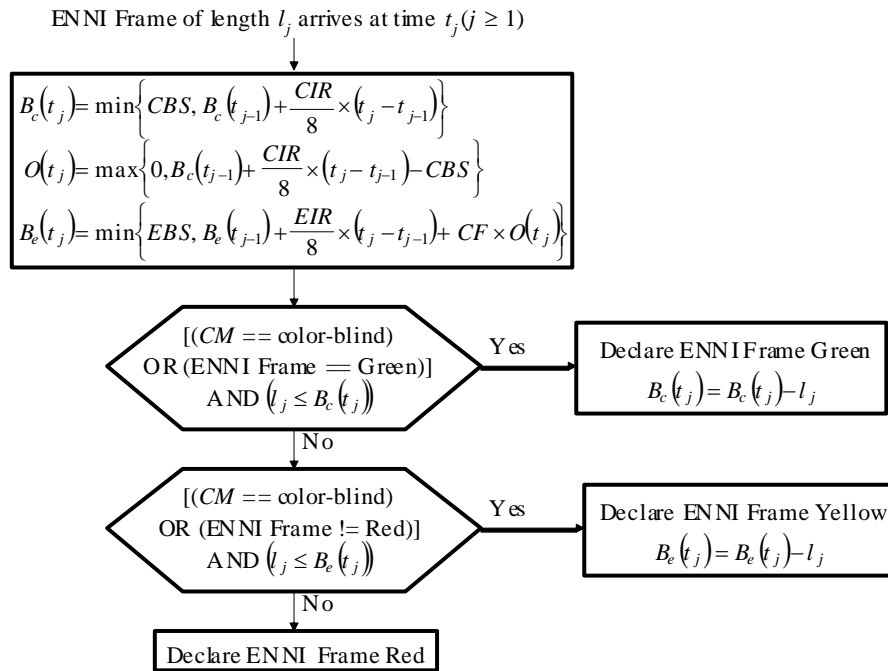 ENNI Frame of length l_j arrives at time t_j (j ≥ 1)
B_c(t_j) = min{CBS, B_c(t_{j-1}) + CIR/8 × (t_j − t_{j-1})}
O(t_j) = max{0, B_c(t_{j-1}) + CIR/8 × (t_j − t_{j-1}) − CBS}
B_e(t_j) = min{EBS, B_e(t_{j-1}) + EIR/8 × (t_j − t_{j-1}) + CF × O(t_j)}
[(CM == color-blind)
OR (ENNI Frame == Green)]
AND (l_j ≤ B_c(t_j))
Yes
Declare ENNI Frame Green
B_c(t_j) = B_c(t_j) − l_j
No
[(CM == color-blind)
OR (ENNI Frame != Red)]
AND (l_j ≤ B_e(t_j))
Yes
Declare ENNI Frame Yellow
B_e(t_j) = B_e(t_j) − l_j
No
Declare ENNI Frame Red